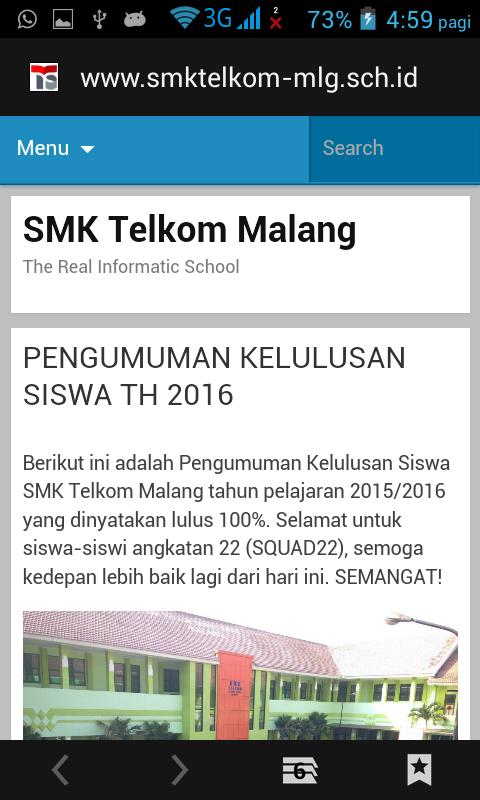 3G 2 73% 4:59 pagi
www.smktelkom-mlg.sch.id
Menu Search
SMK Telkom Malang
The Real Informatic School
PENGUMUMAN KELULUSAN
SISWA TH 2016
Berikut ini adalah Pengumuman Kelulusan Siswa
SMK Telkom Malang tahun pelajaran 2015/2016
yang dinyatakan lulus 100%. Selamat untuk
siswa-siswi angkatan 22 (SQUAD22), semoga
kedepan lebih baik lagi dari hari ini. SEMANGAT!
6